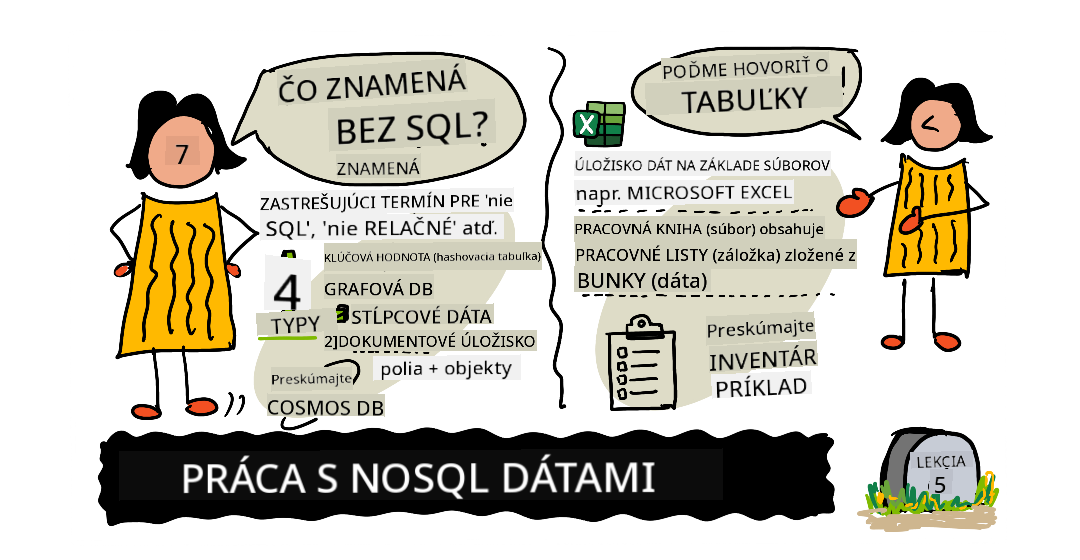 7
ČO ZNAMENÁ
BEZ SQL?
ZNAMENÁ
ZASTREŠUJÚCI TERMÍN PRE 'nie
SQL', 'nie RELAČNÉ' atď.
4
TYPY
KĽÚČOVÁ HODNOTA (hashovacia tabulka)
GRAFOVÁ DB
STĹPCOVÉ DÁTA
2]DOKUMENTOVÉ ÚLOŽISKO
polia + objekty
Preskúmajte
COSMOS DB
POĎME HOVORIŤ O
TABUĽKY
!
X
ÚLOŽISKO DÁT NA ZÁKLADE SÚBOROV
napr. MICROSOFT EXCEL
PRACOVNÁ KNIHA (súbor) obsahuje
PRACOVNÉ LISTY (záložka) zložené z
BUNKY (dáta)
Preskúmajte
INVENTÁR
PRÍKLAD
PRÁCA S NOSQL DÁTAMI
LEKCIA
5